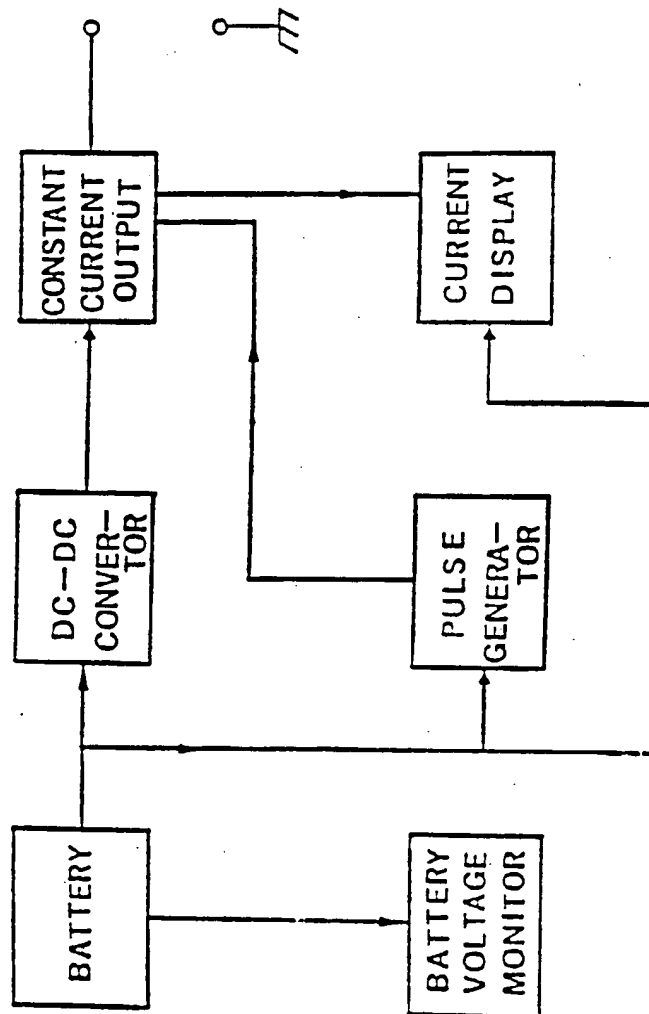 BATTERY
DC-DC
CONVER-
TOR
CONSTANT
CURRENT
OUTPUT
BATTERY
VOLTAGE
MONITOR
PULSE
GENERA-
TOR
CURRENT
DISPLAY